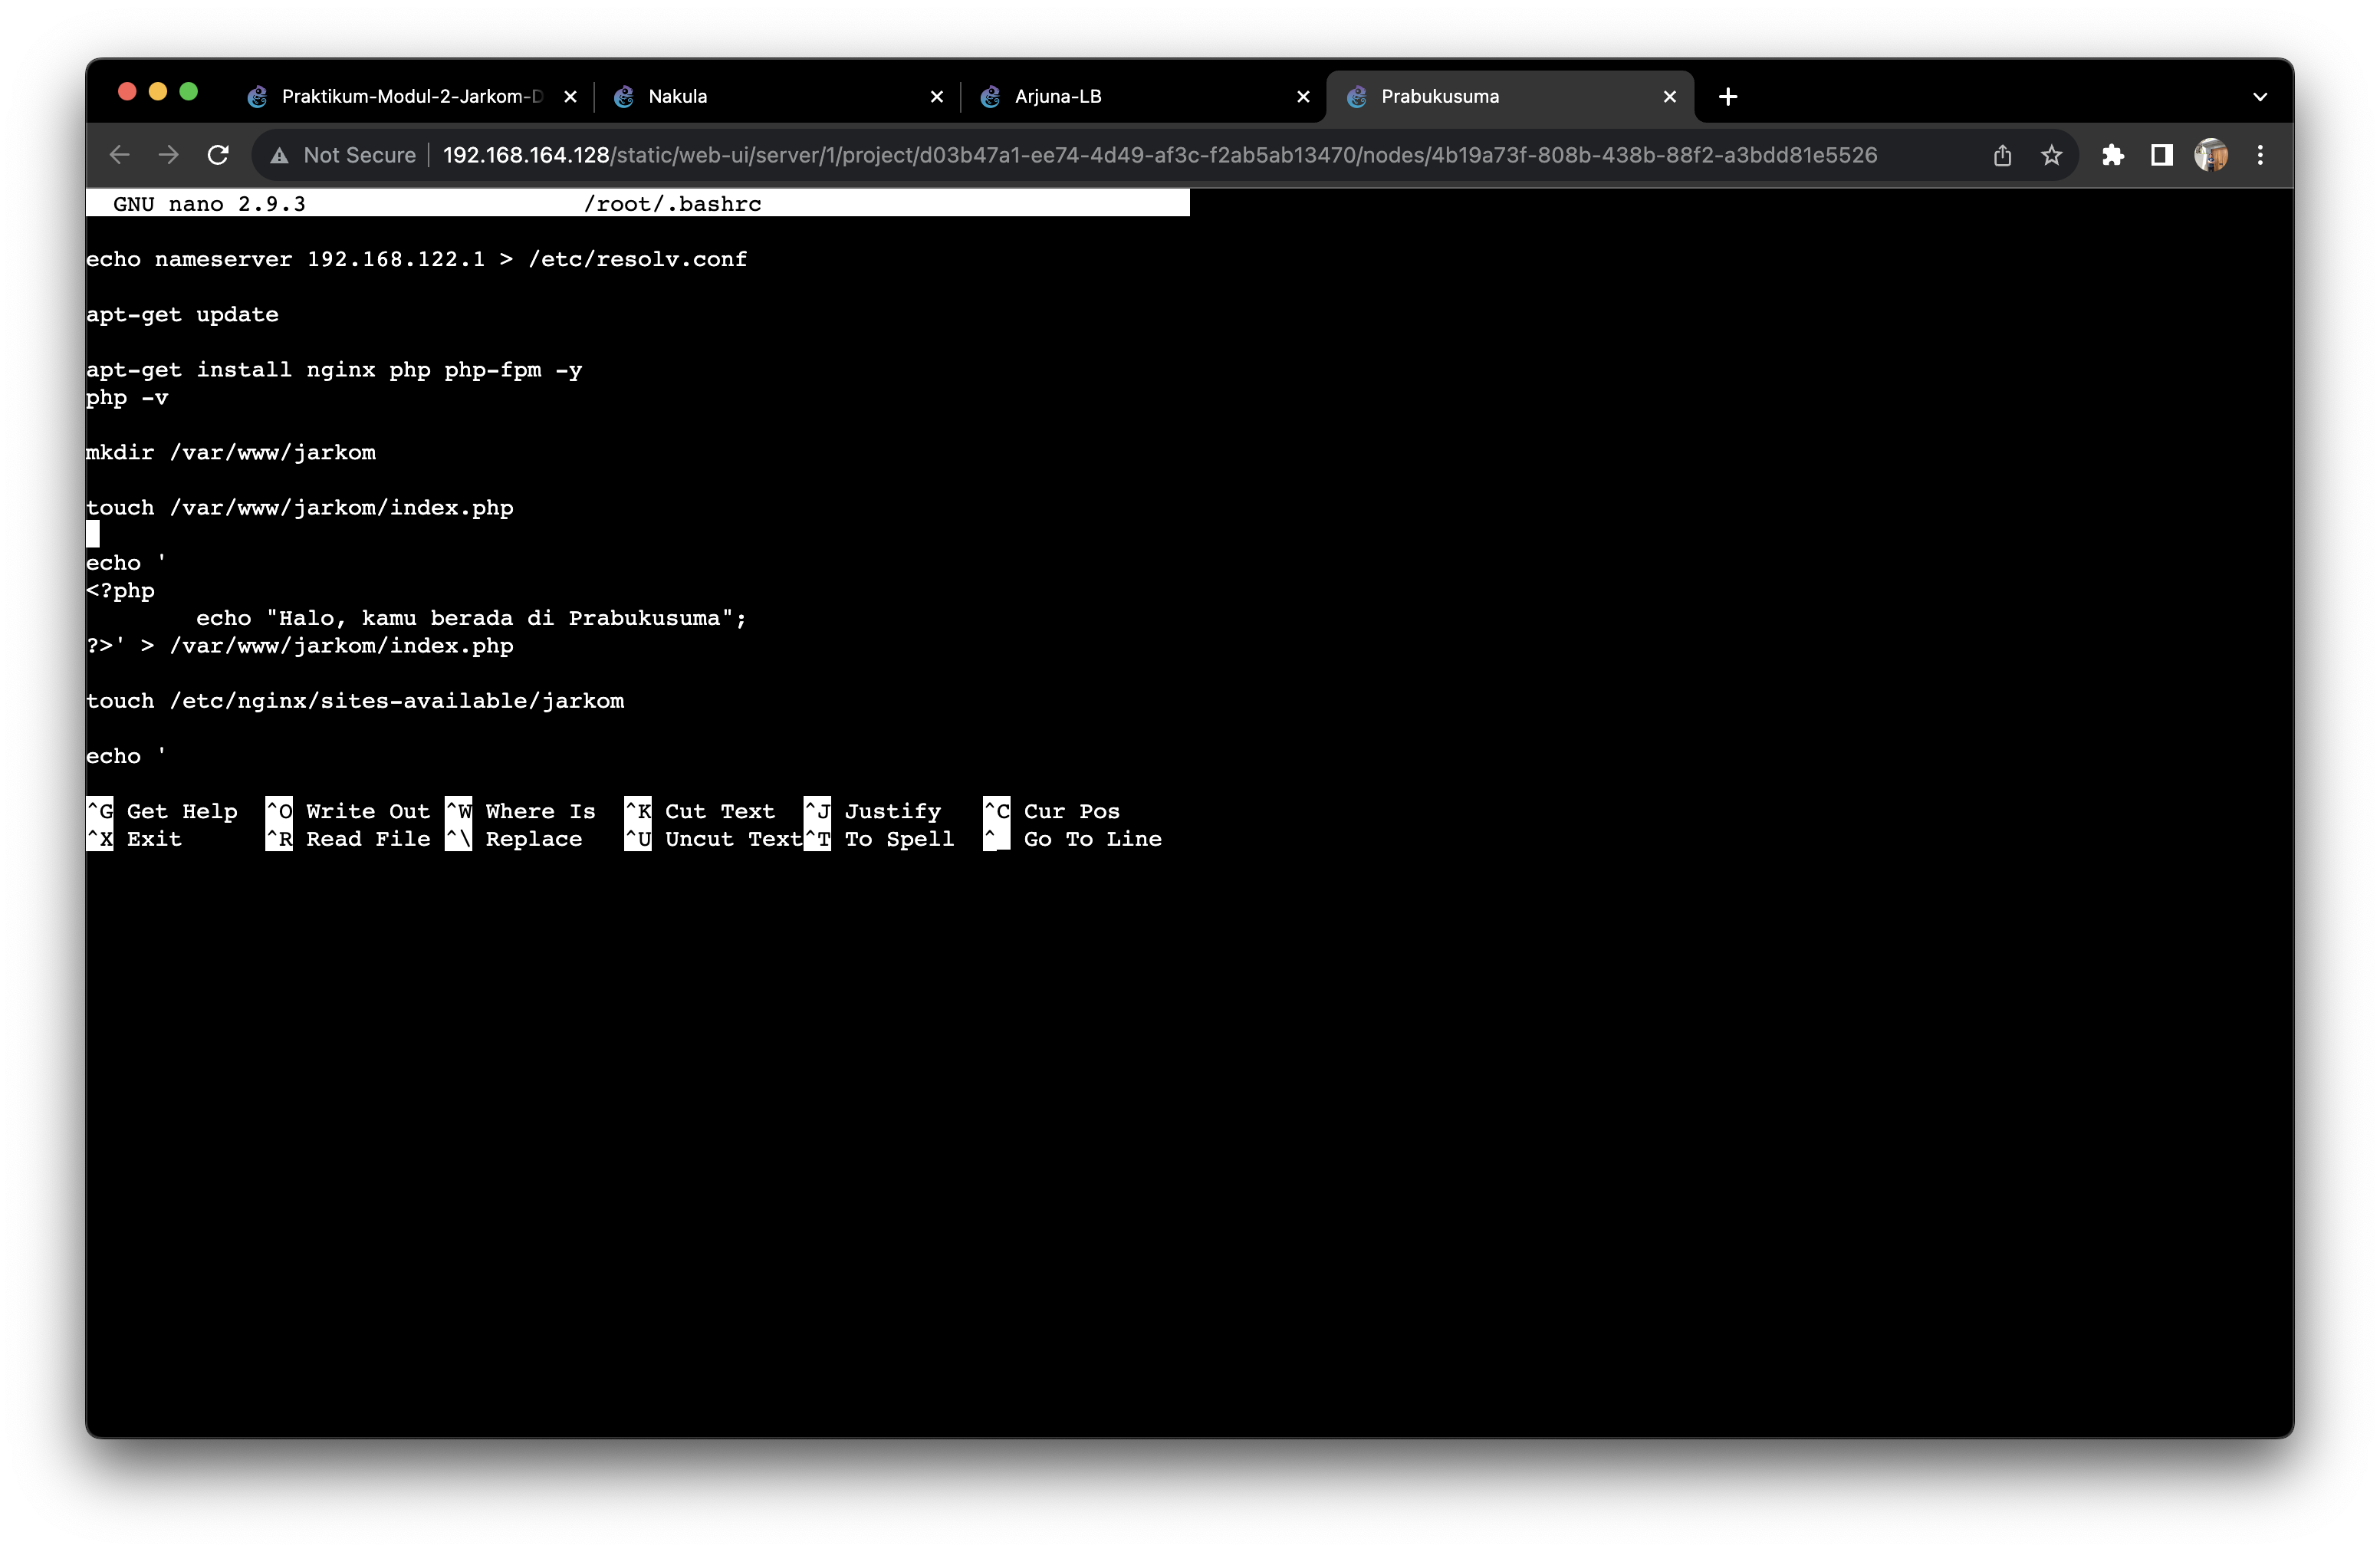 Praktikum-Modul-2-Jarkom-D
Nakula
Arjuna-LB
Prabukusuma
Not Secure
192.168.164.128/static/web-ui/server/1/project/d03b47a1-ee74-4d49-af3c-f2ab5ab13470/nodes/4b19a73f-808b-438b-88f2-a3bdd81e5526
GNU nano 2.9.3 /root/.bashrc
echo nameserver 192.168.122.1 > /etc/resolv.conf
apt-get update
apt-get install nginx php php-fpm -y
php -v
mkdir /var/www/jarkom
touch /var/www/jarkom/index.php
echo '
<?php
echo "Halo, kamu berada di Prabukusuma";
?>' > /var/www/jarkom/index.php
touch /etc/nginx/sites-available/jarkom
echo '
^G Get Help ^O Write Out ^W Where Is ^K Cut Text ^J Justify ^C Cur Pos
^X Exit ^R Read File ^\ Replace ^U Uncut Text ^T To Spell ^_ Go To Line